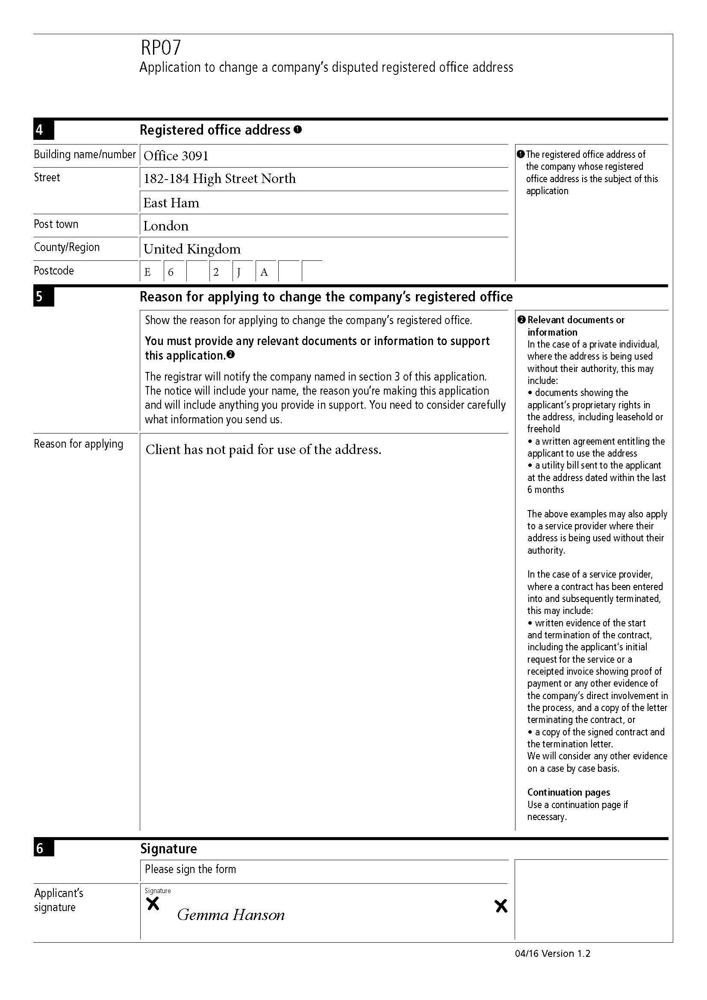 RP07
Application to change a company's disputed registered office address
4
Registered office address ❶
Building name/number
Office 3091
Street
182-184 High Street North
East Ham
Post town
London
County/Region
United Kingdom
Postcode
E 6 2 J A
❶ The registered office address of
the company whose registered
office address is the subject of this
application
5
Reason for applying to change the company's registered office
Show the reason for applying to change the company's registered office.
You must provide any relevant documents or information to support
this application.❷
The registrar will notify the company named in section 3 of this application.
The notice will include your name, the reason you're making this application
and will include anything you provide in support. You need to consider carefully
what information you send us.
Reason for applying
Client has not paid for use of the address.
❷ Relevant documents or
information
In the case of a private individual,
where the address is being used
without their authority, this may
include:
• documents showing the
applicant's proprietary rights in
the address, including leasehold or
freehold
• a written agreement entitling the
applicant to use the address
• a utility bill sent to the applicant
at the address dated within the last
6 months
The above examples may also apply
to a service provider where their
address is being used without their
authority.
In the case of a service provider,
where a contract has been entered
into and subsequently terminated,
this may include:
• written evidence of the start
and termination of the contract,
including the applicant's initial
request for the service or a
receipted invoice showing proof of
payment or any other evidence of
the company's direct involvement in
the process, and a copy of the letter
terminating the contract, or
• a copy of the signed contract and
the termination letter.
We will consider any other evidence
on a case by case basis.
Continuation pages
Use a continuation page if
necessary.
6
Signature
Please sign the form
Applicant's
signature
Signature
✗ ✗
Gemma Hanson
04/16 Version 1.2